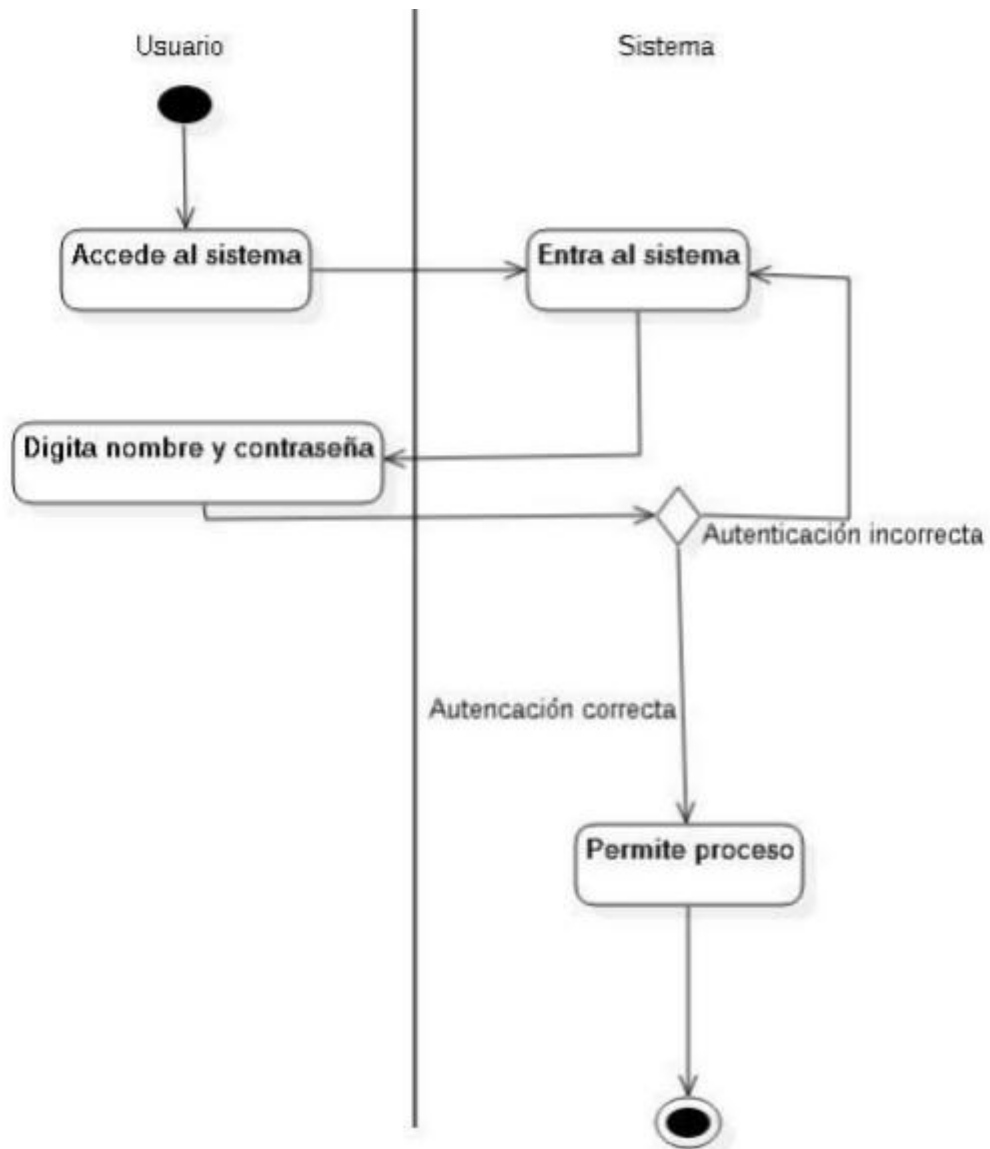 Usuario
Sistema
Accede al sistema
Entra al sistema
Digita nombre y contraseña
Autenticación incorrecta
Autencación correcta
Permite proceso